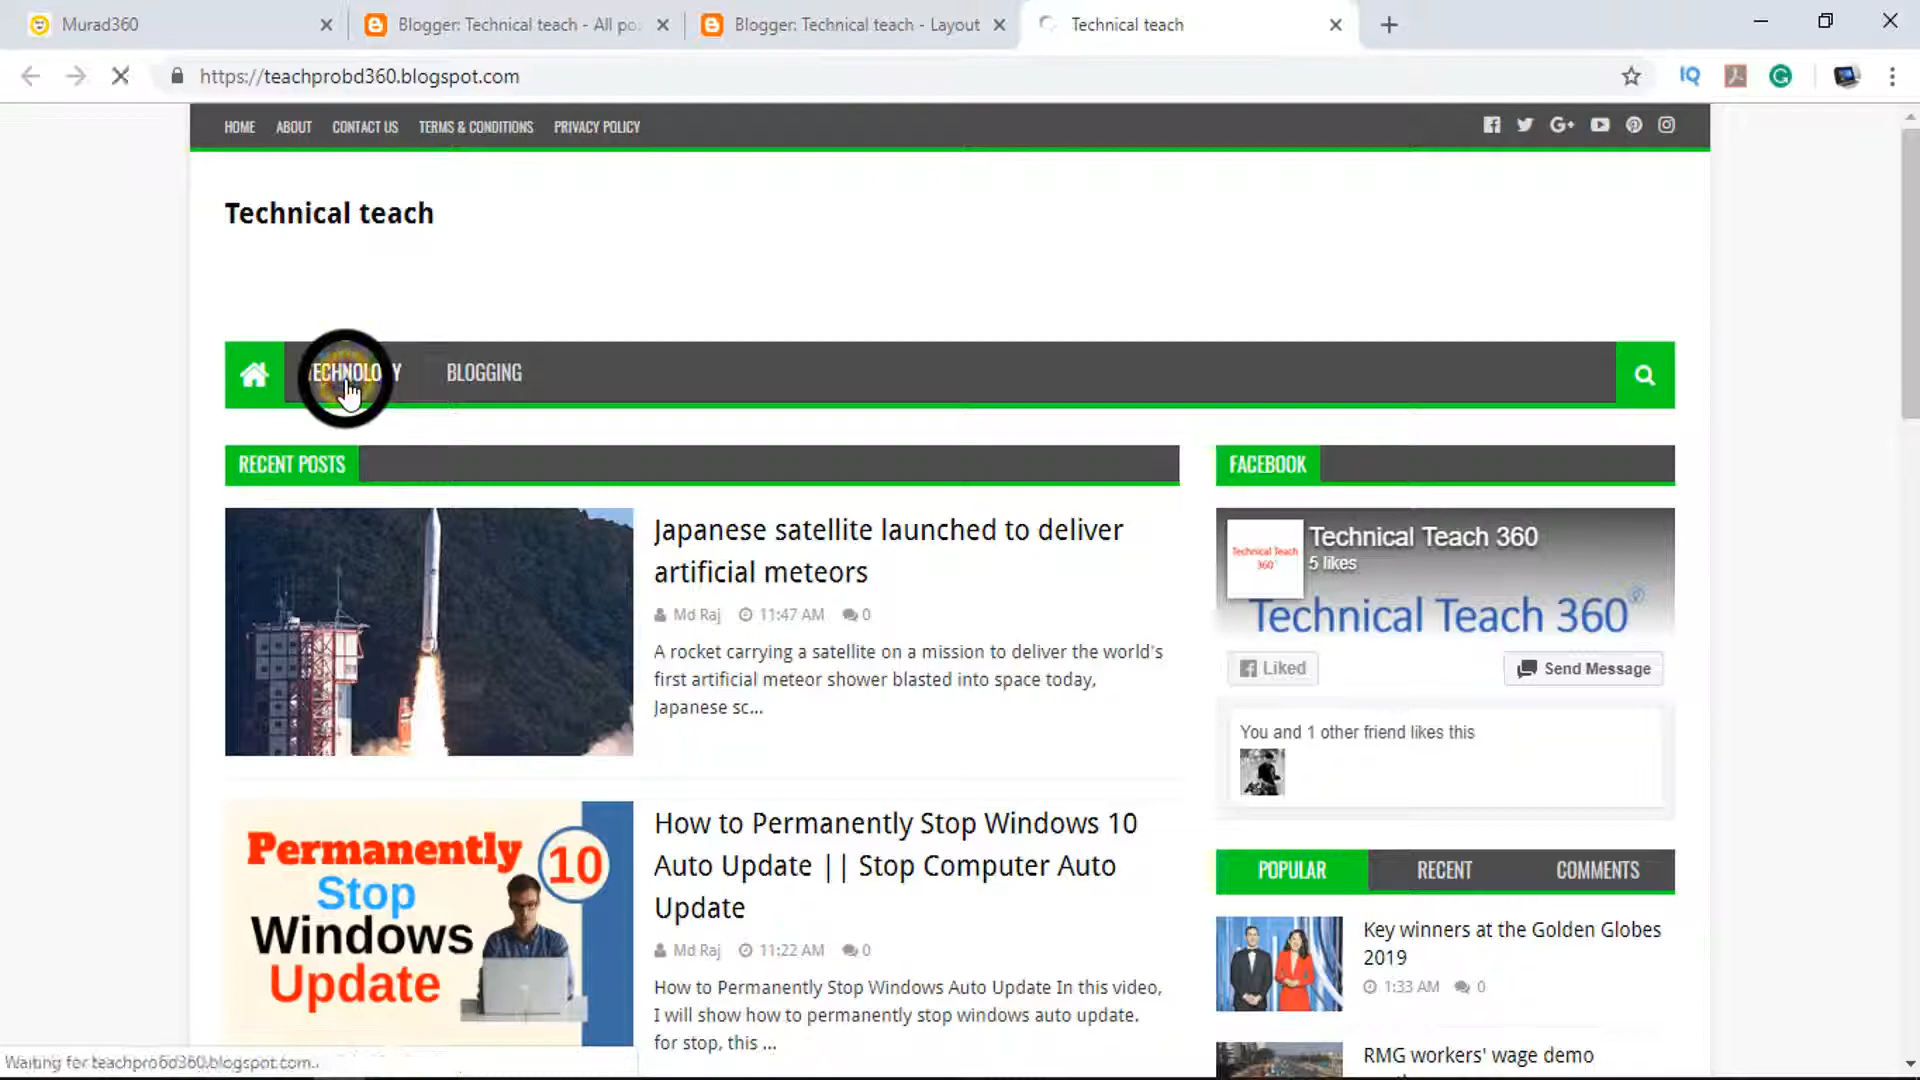 Murad360
Blogger: Technical teach - All po
Blogger: Technical teach - Layout
Technical teach
https://teachprobd360.blogspot.com
HOME ABOUT CONTACT US TERMS & CONDITIONS PRIVACY POLICY
Technical teach
TECHNOLOGY BLOGGING
RECENT POSTS
Japanese satellite launched to deliver
artificial meteors
Md Raj 11:47 AM 0
A rocket carrying a satellite on a mission to deliver the world's
first artificial meteor shower blasted into space today,
Japanese sc...
Permanently
Stop
Windows
Update
10
How to Permanently Stop Windows 10
Auto Update || Stop Computer Auto
Update
Md Raj 11:22 AM 0
How to Permanently Stop Windows Auto Update In this video,
I will show how to permanently stop windows auto update.
for stop, this ...
FACEBOOK
Technical Teach
360
Technical Teach 360
5 likes
Technical Teach 360
Liked
Send Message
You and 1 other friend likes this
POPULAR RECENT COMMENTS
Key winners at the Golden Globes
2019
1:33 AM 0
RMG workers' wage demo
Waiting for teachprobd360.blogspot.com...